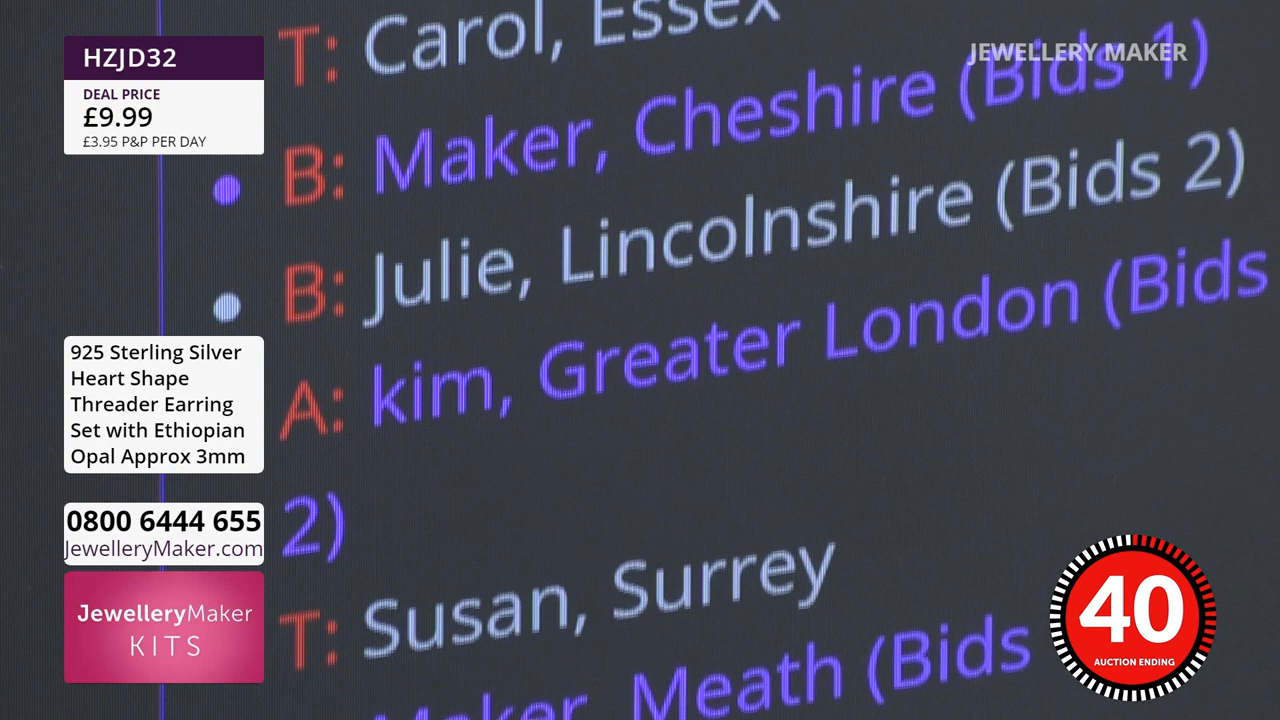 HZJD32
DEAL PRICE
£9.99
£3.95 P&P PER DAY
JEWELLERY MAKER
T: Carol, Essex
B: Maker, Cheshire (Bids 1)
B: Julie, Lincolnshire (Bids 2)
A: kim, Greater London (Bids
2)
T: Susan, Surrey
Maker, Meath (Bids
925 Sterling Silver
Heart Shape
Threader Earring
Set with Ethiopian
Opal Approx 3mm
0800 6444 655
JewelleryMaker.com
JewelleryMaker
KITS
40
AUCTION ENDING